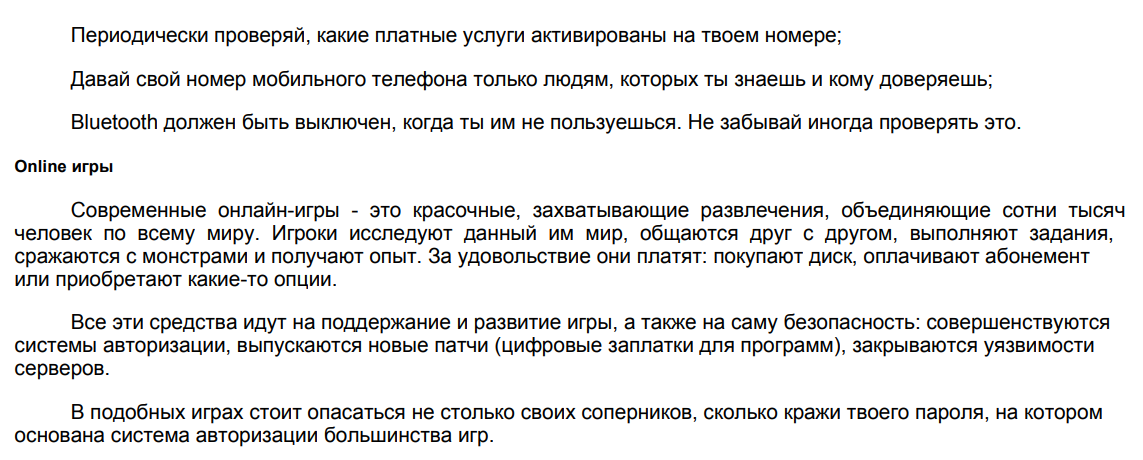 Периодически проверяй, какие платные услуги активированы на твоем номере;
Давай свой номер мобильного телефона только людям, которых ты знаешь и кому доверяешь;
Bluetooth должен быть выключен, когда ты им не пользуешься. Не забывай иногда проверять это.
Online игры
Современные онлайн-игры - это красочные, захватывающие развлечения, объединяющие сотни тысяч
человек по всему миру. Игроки исследуют данный им мир, общаются друг с другом, выполняют задания,
сражаются с монстрами и получают опыт. За удовольствие они платят: покупают диск, оплачивают абонемент
или приобретают какие-то опции.
Все эти средства идут на поддержание и развитие игры, а также на саму безопасность: совершенствуются
системы авторизации, выпускаются новые патчи (цифровые заплатки для программ), закрываются уязвимости
серверов.
В подобных играх стоит опасаться не столько своих соперников, сколько кражи твоего пароля, на котором
основана система авторизации большинства игр.